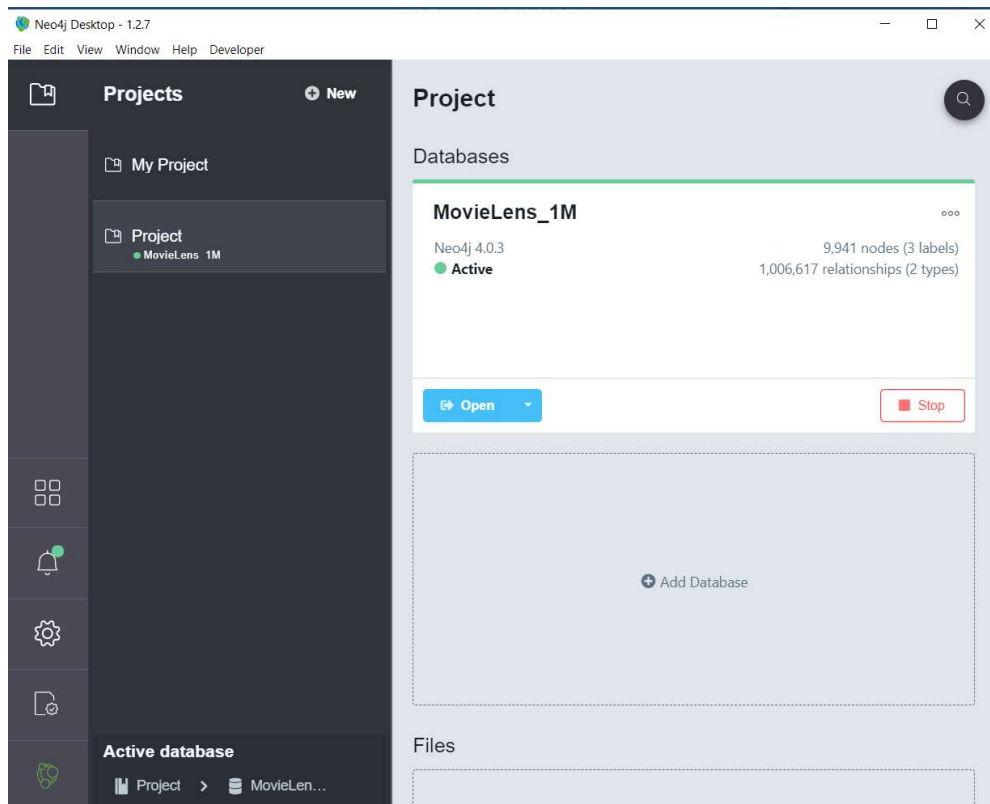 Neo4j Desktop - 1.2.7
File Edit View Window Help Developer
Projects
New
My Project
Project
MovieLens 1M
Active database
Project > MovieLen...
Project
Databases
MovieLens_1M
Neo4j 4.0.3
9,941 nodes (3 labels)
Active
1,006,617 relationships (2 types)
Open
Stop
Add Database
Files